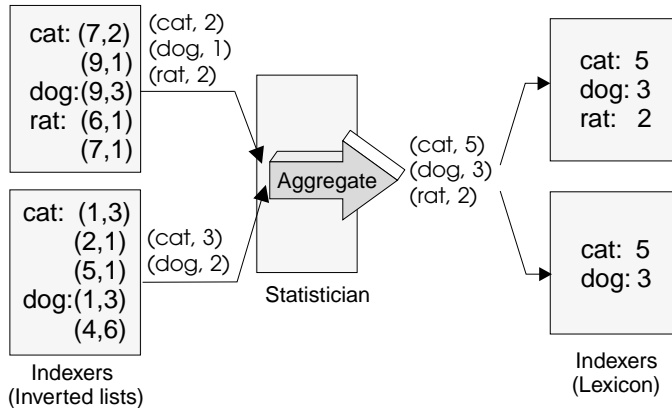 cat: (7,2)
(9,1)
dog:(9,3)
rat: (6,1)
(7,1)
(cat, 2)
(dog, 1)
(rat, 2)
cat: (1,3)
(2,1)
(5,1)
dog:(1,3)
(4,6)
(cat, 3)
(dog, 2)
Indexers
(Inverted lists)
Aggregate
Statistician
(cat, 5)
(dog, 3)
(rat, 2)
cat: 5
dog: 3
rat: 2
cat: 5
dog: 3
Indexers
(Lexicon)